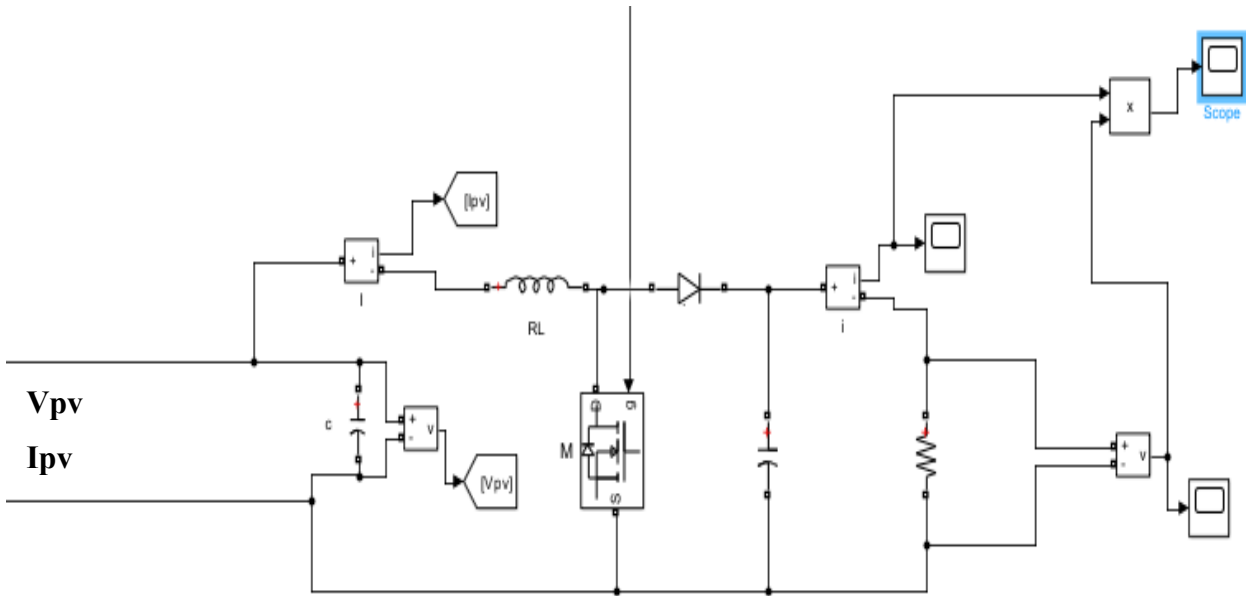 x
Scope
[Ipv]
i
+
-
I
+
i
-
i
RL
Vpv
Ipv
c
+
-
v
[Vpv]
M
D
g
S
+
-
v